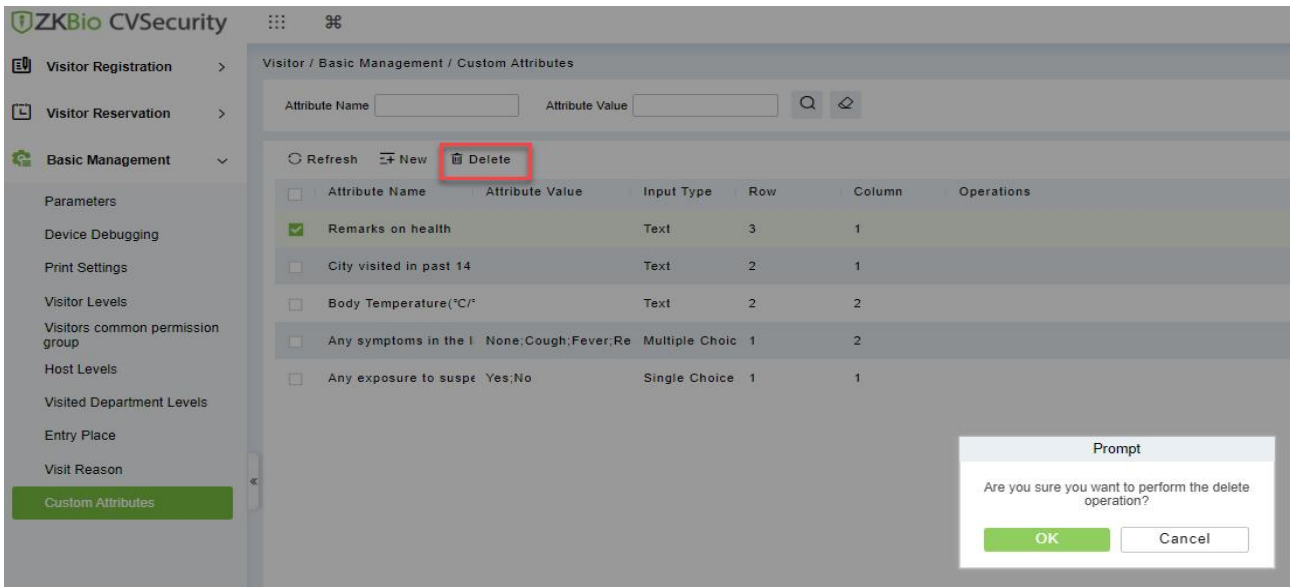 ZKBio CVSecurity
Visitor Registration
Visitor Reservation
Basic Management
Parameters
Device Debugging
Print Settings
Visitor Levels
Visitors common permission
group
Host Levels
Visited Department Levels
Entry Place
Visit Reason
Custom Attributes
Visitor / Basic Management / Custom Attributes
Attribute Name Attribute Value
Refresh New Delete
Attribute Name Attribute Value Input Type Row Column Operations
Remarks on health Text 3 1
City visited in past 14 Text 2 1
Body Temperature(℃/° Text 2 2
Any symptoms in the l None;Cough;Fever;Re Multiple Choic 1 2
Any exposure to suspe Yes;No Single Choice 1 1
Prompt
Are you sure you want to perform the delete
operation?
OK Cancel